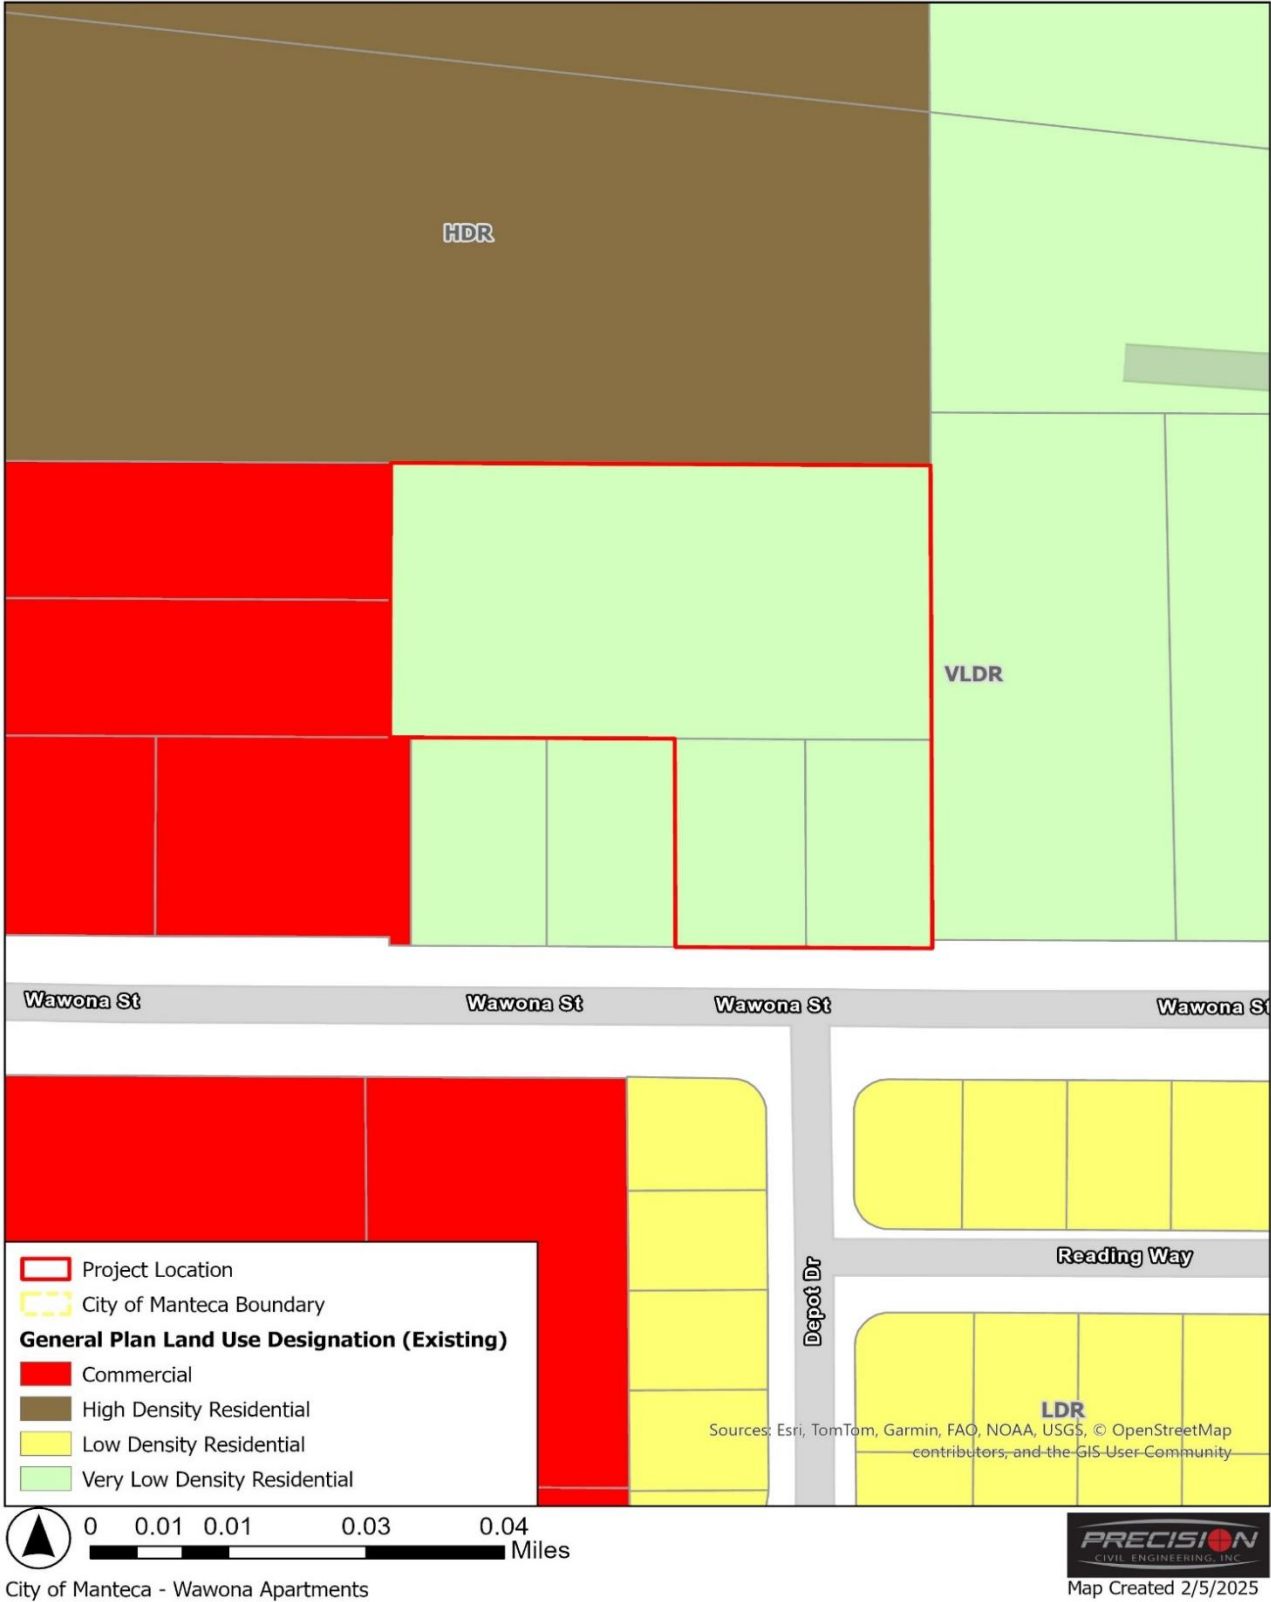 HDR
VLDR
Wawona St
Wawona St
Wawona St
Wawona St
Reading Way
Depot Dr
LDR
Sources: Esri, TomTom, Garmin, FAO, NOAA, USGS, © OpenStreetMap
contributors, and the GIS User Community
Project Location
City of Manteca Boundary
General Plan Land Use Designation (Existing)
Commercial
High Density Residential
Low Density Residential
Very Low Density Residential
0 0.01 0.01 0.03 0.04
Miles
PRECISION
CIVIL ENGINEERING, INC
City of Manteca - Wawona Apartments
Map Created 2/5/2025